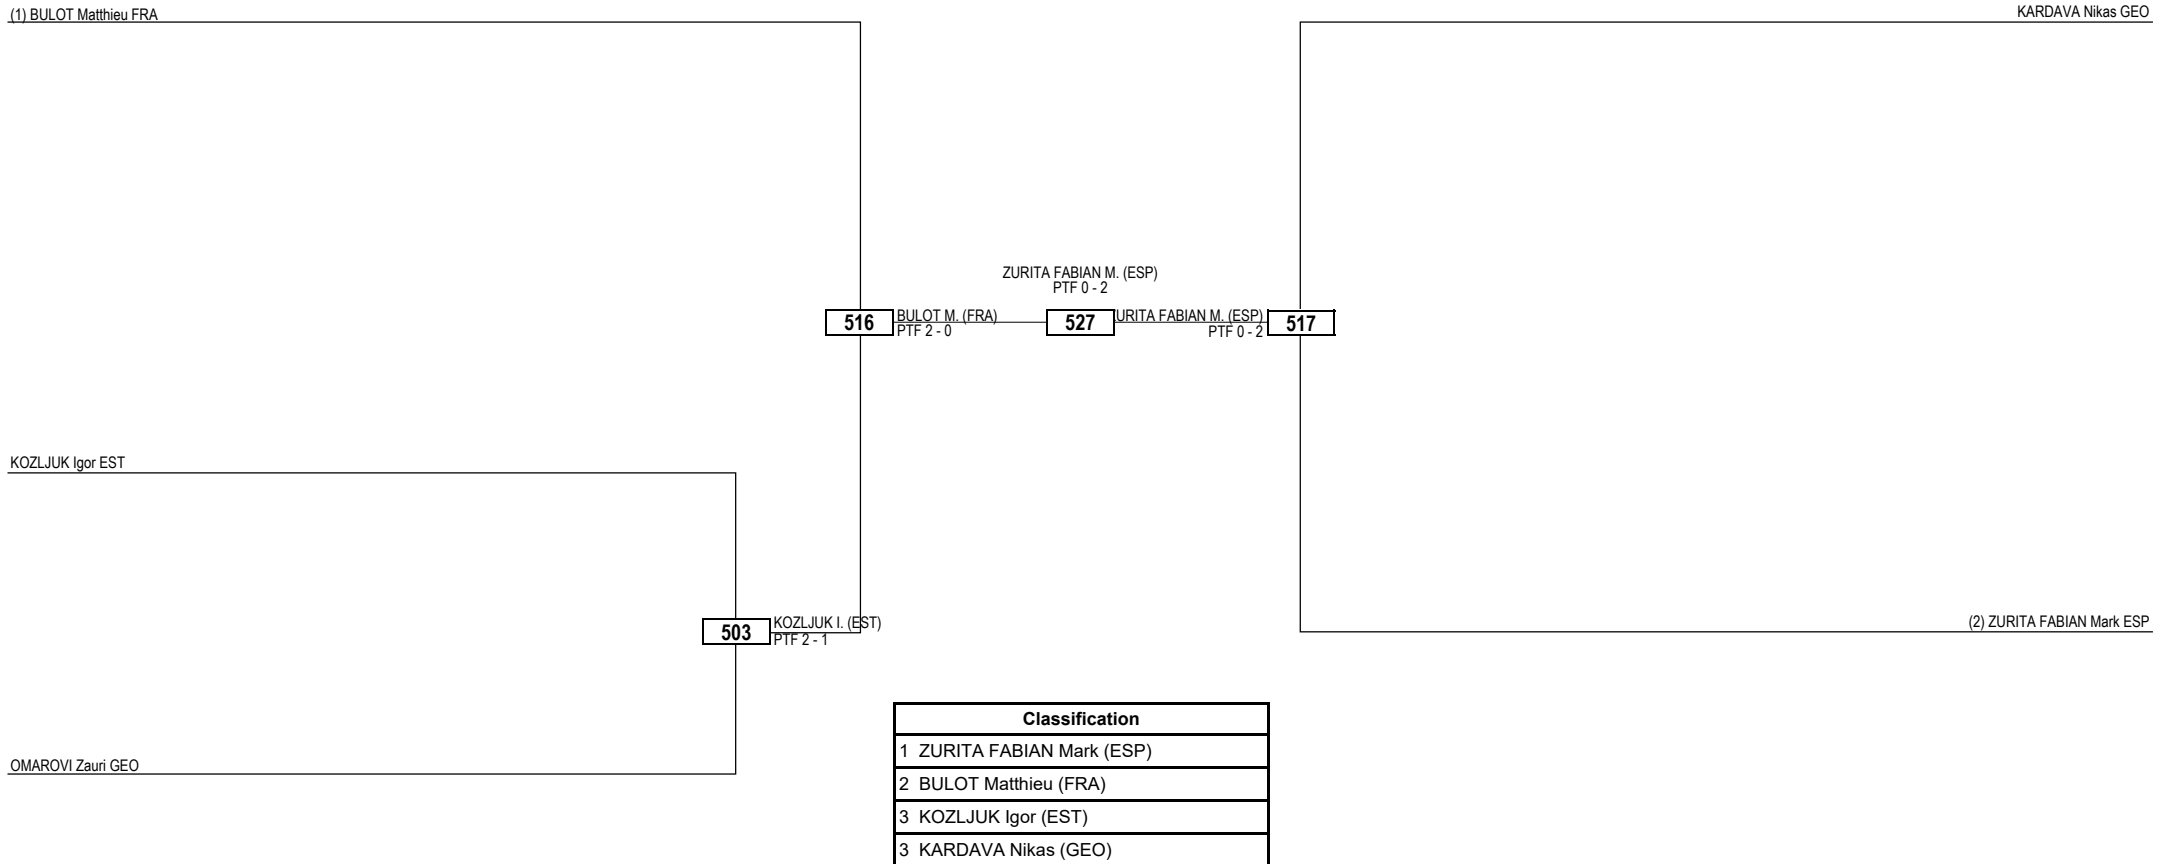 (1) BULOT Matthieu FRA
KARDAVA Nikas GEO
ZURITA FABIAN M. (ESP)
PTF 0 - 2
516
BULOT M. (FRA)
PTF 2 - 0
527
URITA FABIAN M. (ESP)
PTF 0 - 2
517
KOZLJUK Igor EST
503
KOZLJUK I. (EST)
PTF 2 - 1
(2) ZURITA FABIAN Mark ESP
OMAROVI Zauri GEO
Classification
1 ZURITA FABIAN Mark (ESP)
2 BULOT Matthieu (FRA)
3 KOZLJUK Igor (EST)
3 KARDAVA Nikas (GEO)